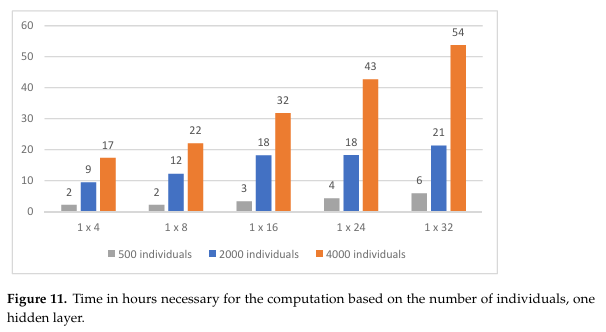 60
50
40
30
20
10
0
2 9 17
2 12 22
3 18 32
4 18 43
6 21 54
1 x 4 1 x 8 1 x 16 1 x 24 1 x 32
500 individuals 2000 individuals 4000 individuals
Figure 11. Time in hours necessary for the computation based on the number of individuals, one
hidden layer.